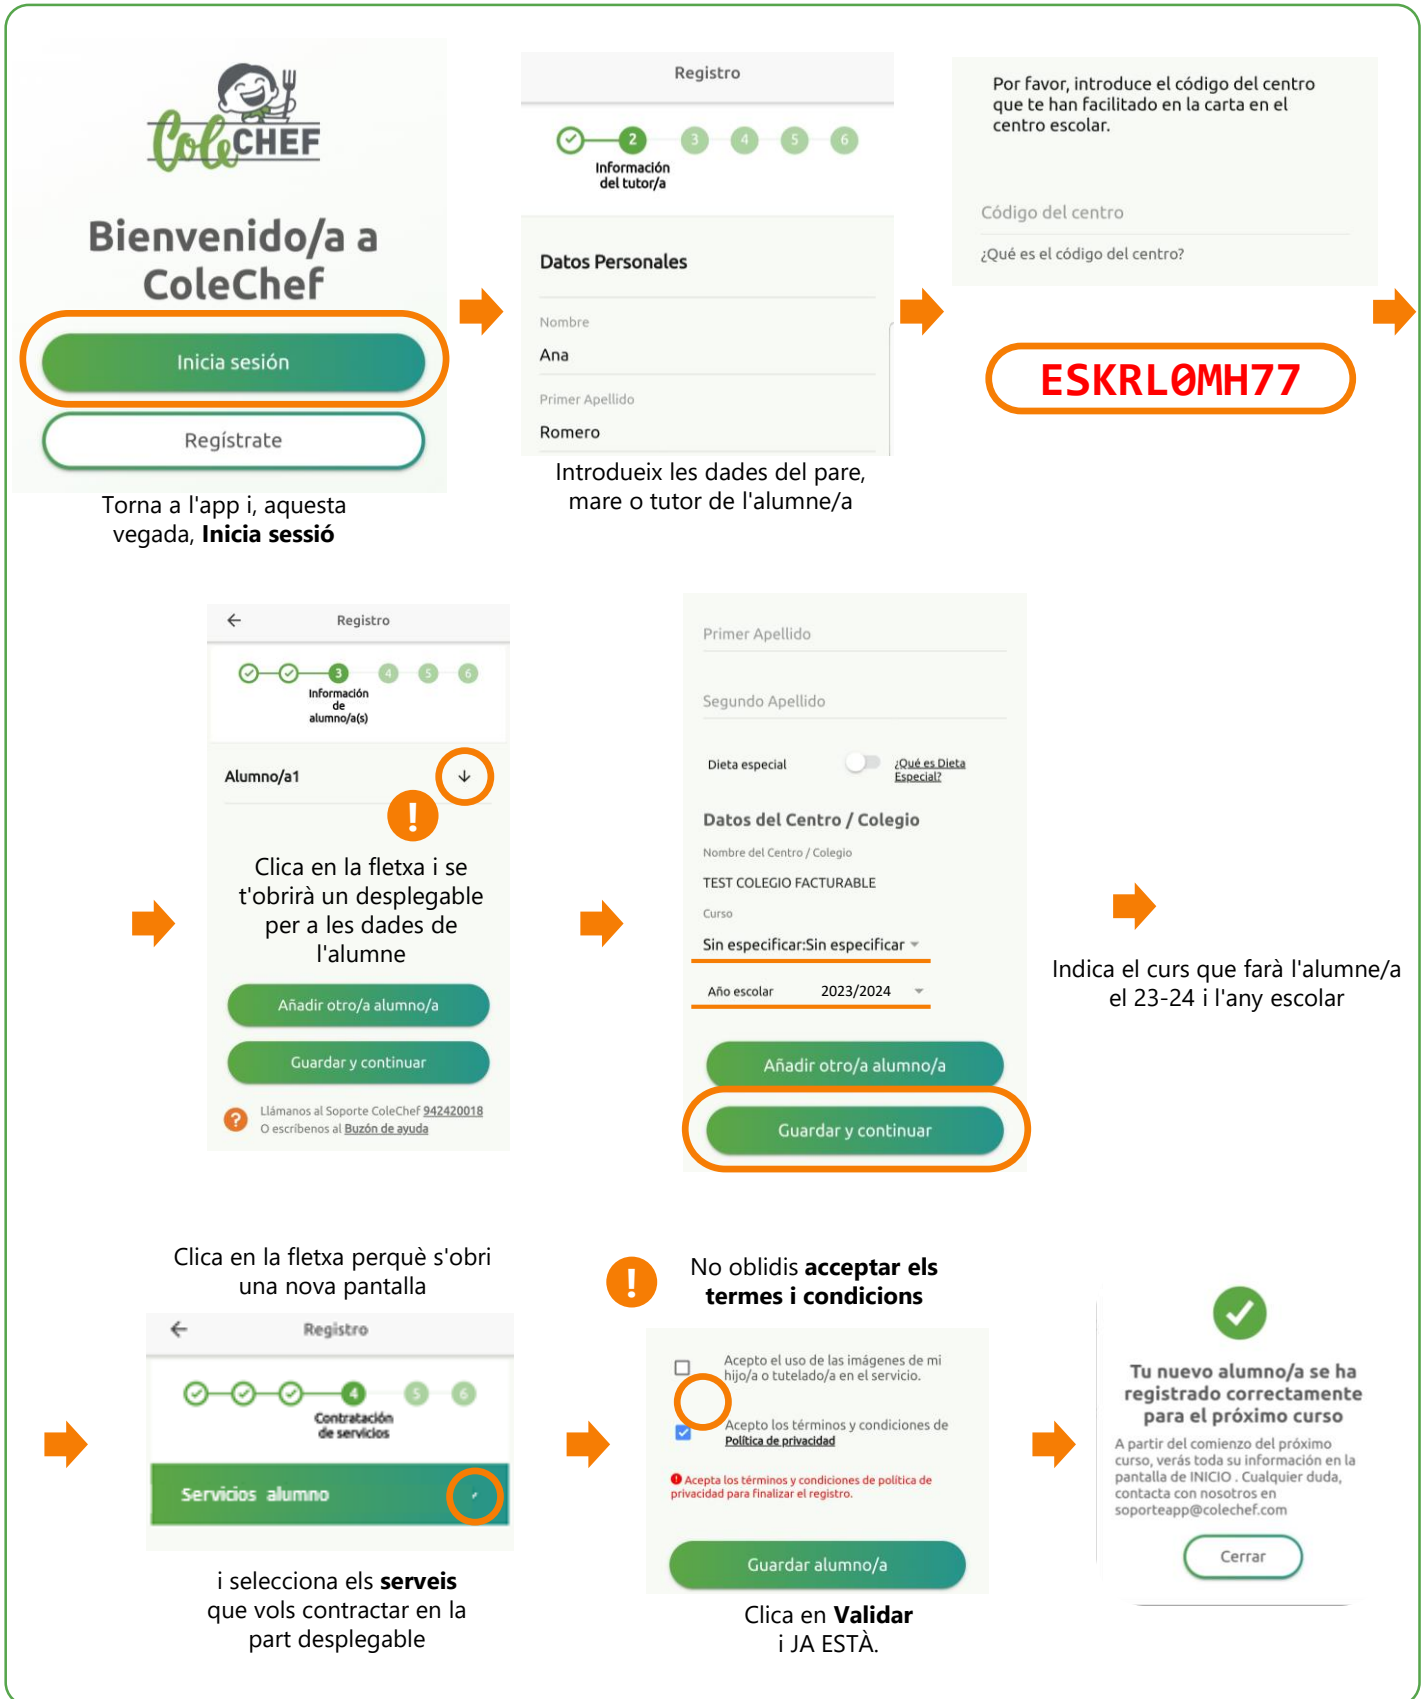 ColeCHEF
Bienvenido/a a
ColeChef
Inicia sesión
Regístrate
Torna a l'app i, aquesta
vegada, Inicia sessió
Registro
2 3 4 5 6
Información
del tutor/a
Datos Personales
Nombre
Ana
Primer Apellido
Romero
Introdueix les dades del pare,
mare o tutor de l'alumne/a
Por favor, introduce el código del centro
que te han facilitado en la carta en el
centro escolar.
Código del centro
¿Qué es el código del centro?
ESKRL0MH77
Registro
3 4 5 6
Información
de
alumno/a(s)
Alumno/a1
!
Clica en la fletxa i se
t'obrirà un desplegable
per a les dades de
l'alumne
Añadir otro/a alumno/a
Guardar y continuar
? Llámanos al Soporte ColeChef 942420018
O escríbenos al Buzón de ayuda
Primer Apellido
Segundo Apellido
Dieta especial ¿Qué es Dieta
Especial?
Datos del Centro / Colegio
Nombre del Centro / Colegio
TEST COLEGIO FACTURABLE
Curso
Sin especificar:Sin especificar
Año escolar 2023/2024
Añadir otro/a alumno/a
Guardar y continuar
Indica el curs que farà l'alumne/a
el 23-24 i l'any escolar
Clica en la fletxa perquè s'obri
una nova pantalla
Registro
4 5 6
Contratación
de servicios
Servicios alumno
i selecciona els serveis
que vols contractar en la
part desplegable
!
No oblidis acceptar els
termes i condicions
Acepto el uso de las imágenes de mi
hijo/a o tutelado/a en el servicio.
Acepto los términos y condiciones de
Política de privacidad
! Acepta los términos y condiciones de política de
privacidad para finalizar el registro.
Guardar alumno/a
Clica en Validar
i JA ESTÀ.
Tu nuevo alumno/a se ha
registrado correctamente
para el próximo curso
A partir del comienzo del próximo
curso, verás toda su información en la
pantalla de INICIO . Cualquier duda,
contacta con nosotros en
soporteapp@colechef.com
Cerrar